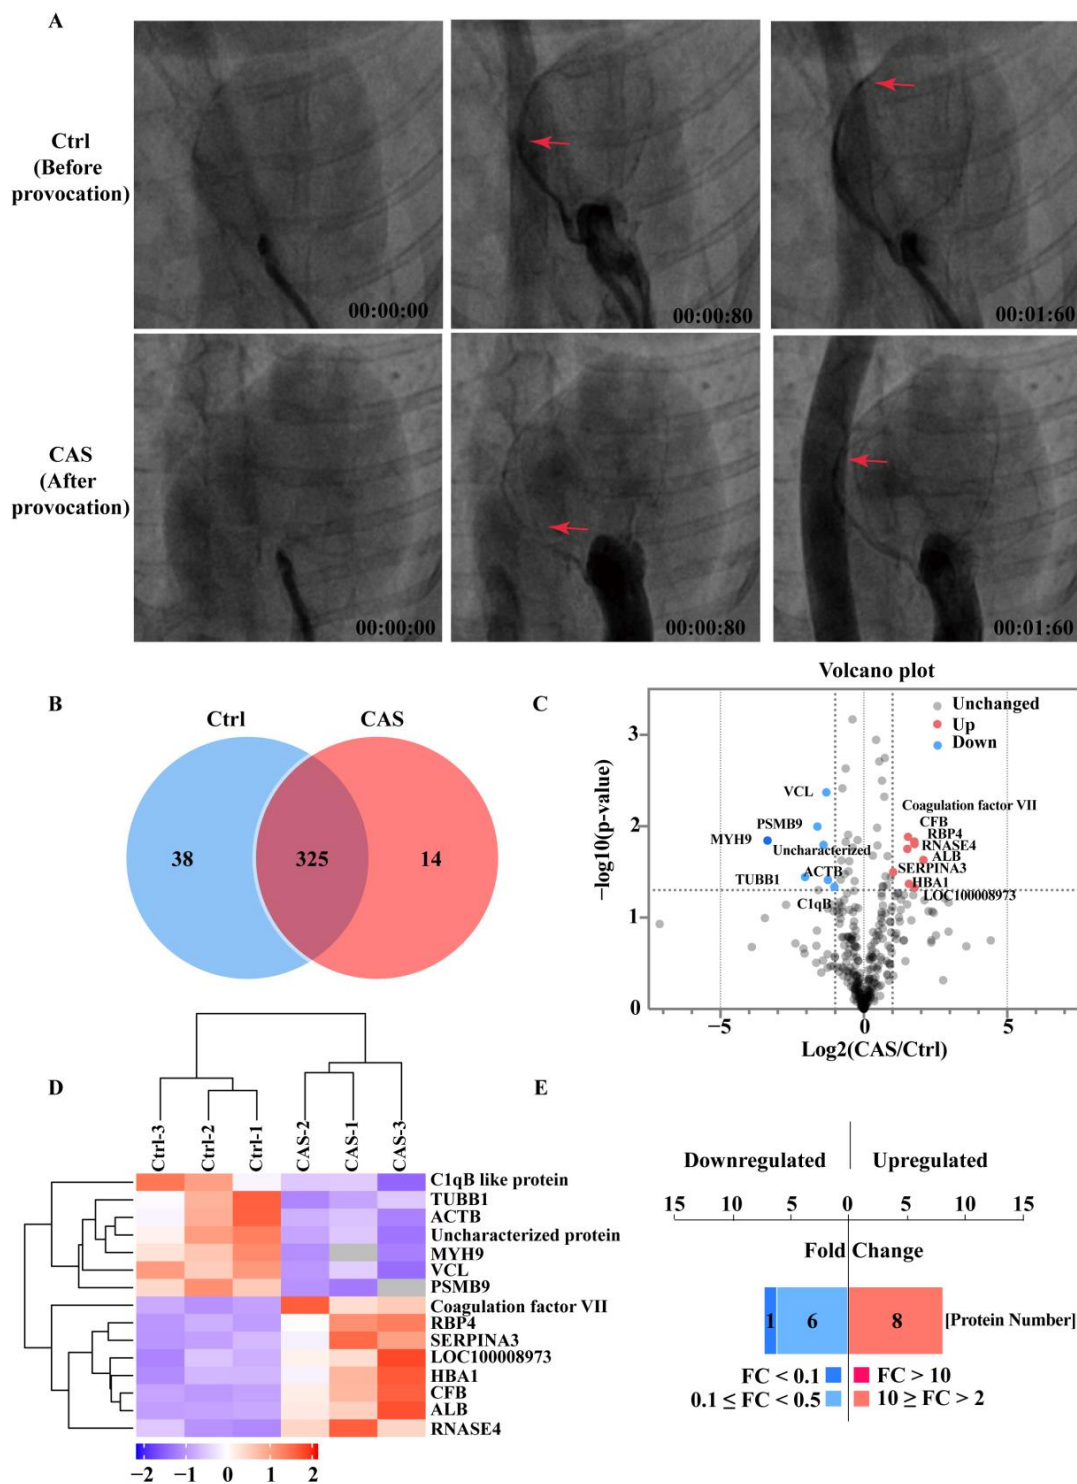 A
Ctrl
(Before
provocation)
00:00:00
00:00:80
00:01:60
CAS
(After
provocation)
00:00:00
00:00:80
00:01:60
B
Ctrl
CAS
38
325
14
C
Volcano plot
Unchanged
Up
Down
VCL
PSMB9
MYH9
Uncharacterized
TUBB1
ACTB
C1qB
Coagulation factor VII
CFB
RBP4
RNASE4
ALB
SERPINA3
HBA1
LOC100008973
−log10(p-value)
3
2
1
0
−5
0
5
Log2(CAS/Ctrl)
D
Ctrl-3
Ctrl-2
Ctrl-1
CAS-2
CAS-1
CAS-3
C1qB like protein
TUBB1
ACTB
Uncharacterized protein
MYH9
VCL
PSMB9
Coagulation factor VII
RBP4
SERPINA3
LOC100008973
HBA1
CFB
ALB
RNASE4
−2 −1 0 1 2
E
Downregulated Upregulated
15 10 5 0 5 10 15
Fold Change
1 6 8 [Protein Number]
FC < 0.1 FC > 10
0.1 ≤ FC < 0.5 10 ≥ FC > 2